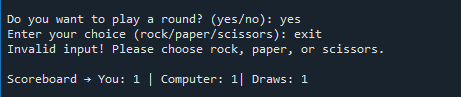 Do you want to play a round? (yes/no): yes
Enter your choice (rock/paper/scissors): exit
Invalid input! Please choose rock, paper, or scissors.
Scoreboard → You: 1 | Computer: 1| Draws: 1